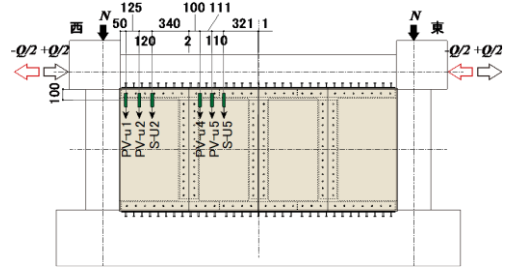 125
N
100
111
N
西
50
340
321
1
東
-Q/2
+Q/2
120
2
110
-Q/2
+Q/2
100
PV-u1
PV-u2
S-U2
PV-u4
PV-u5
S-U5